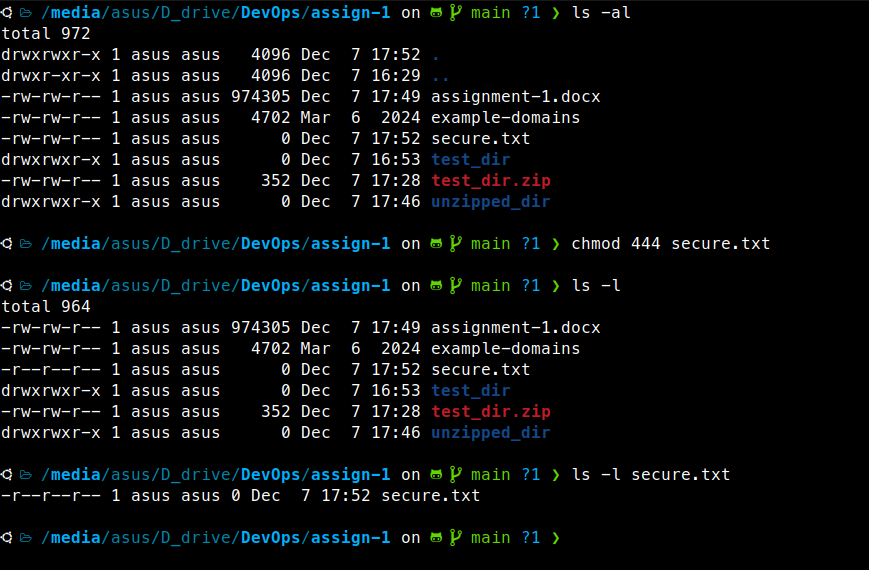 /media/asus/D_drive/DevOps/assign-1 on main ?1 ❯ ls -al
total 972
drwxrwxr-x 1 asus asus   4096 Dec  7 17:52 .
drwxr-xr-x 1 asus asus   4096 Dec  7 16:29 ..
-rw-rw-r-- 1 asus asus 974305 Dec  7 17:49 assignment-1.docx
-rw-rw-r-- 1 asus asus   4702 Mar  6  2024 example-domains
-rw-rw-r-- 1 asus asus      0 Dec  7 17:52 secure.txt
drwxrwxr-x 1 asus asus      0 Dec  7 16:53 test_dir
-rw-rw-r-- 1 asus asus    352 Dec  7 17:28 test_dir.zip
drwxrwxr-x 1 asus asus      0 Dec  7 17:46 unzipped_dir
/media/asus/D_drive/DevOps/assign-1 on main ?1 ❯ chmod 444 secure.txt
/media/asus/D_drive/DevOps/assign-1 on main ?1 ❯ ls -l
total 964
-rw-rw-r-- 1 asus asus 974305 Dec  7 17:49 assignment-1.docx
-rw-rw-r-- 1 asus asus   4702 Mar  6  2024 example-domains
-r--r--r-- 1 asus asus      0 Dec  7 17:52 secure.txt
drwxrwxr-x 1 asus asus      0 Dec  7 16:53 test_dir
-rw-rw-r-- 1 asus asus    352 Dec  7 17:28 test_dir.zip
drwxrwxr-x 1 asus asus      0 Dec  7 17:46 unzipped_dir
/media/asus/D_drive/DevOps/assign-1 on main ?1 ❯ ls -l secure.txt
-r--r--r-- 1 asus asus 0 Dec  7 17:52 secure.txt
/media/asus/D_drive/DevOps/assign-1 on main ?1 ❯